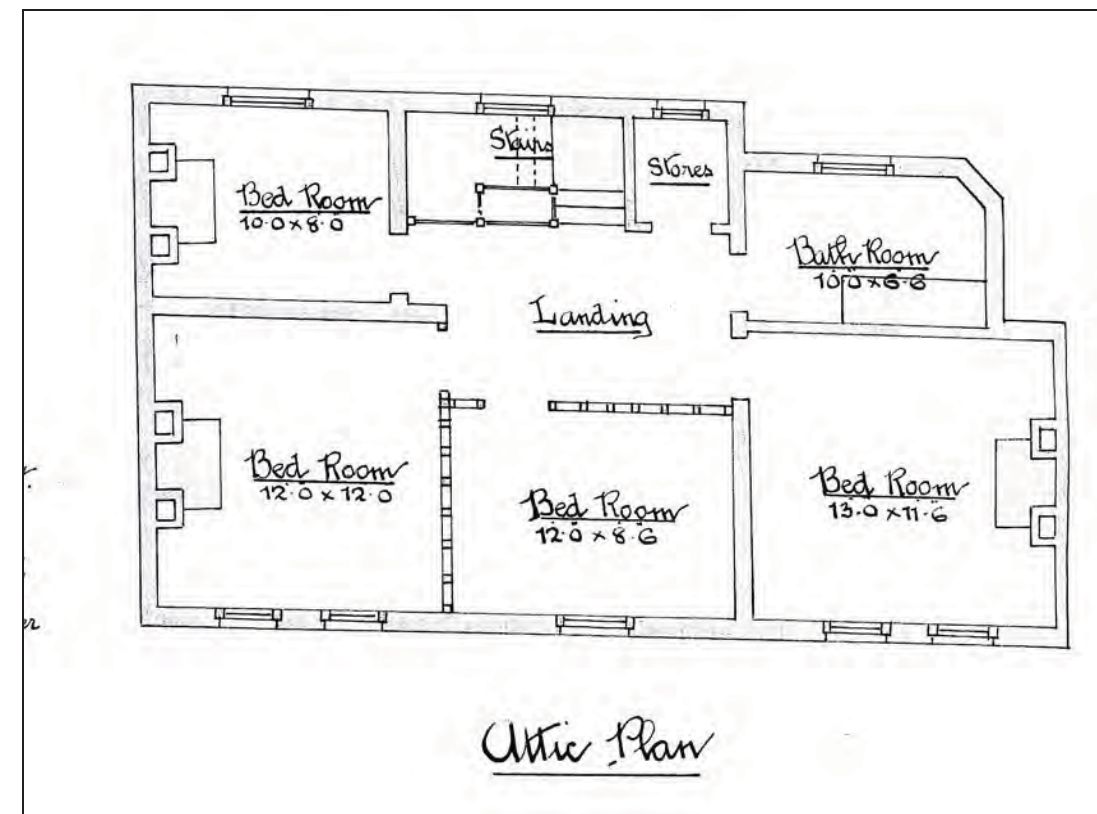 Stairs
Stores
Bed Room
10.0 x 8.0
Bath Room
10.0 x 6.6
Landing
Bed Room
12.0 x 12.0
Bed Room
12.0 x 8.6
Bed Room
13.0 x 11.6
Attic Plan